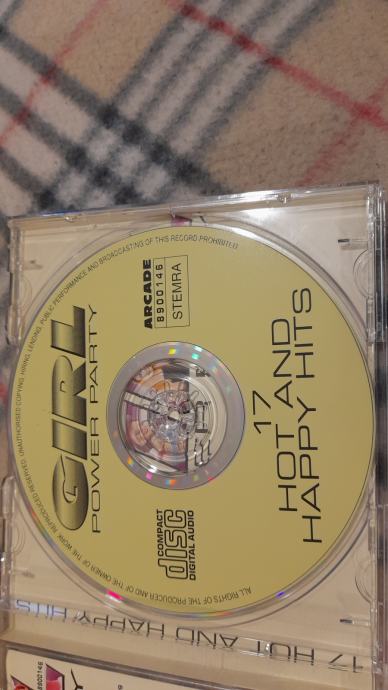 GIRL
POWER PARTY
ARCADE
8900146
STEMRA
COMPACT
disc
DIGITAL AUDIO
17
HOT AND
HAPPY HITS
ALL RIGHTS OF THE PRODUCER AND OF THE OWNER OF THE WORK REPRODUCED RESERVED. UNAUTHORISED COPYING, HIRING, LENDING, PUBLIC PERFORMANCE AND BROADCASTING OF THIS RECORD PROHIBITED
17 HOT AND HAPPY HITS
8900146